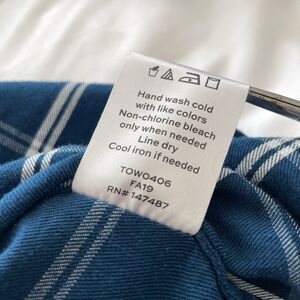 Hand wash cold
with like colors
Non-chlorine bleach
only when needed
Line dry
Cool iron if needed
TOW0406
FA19
RN# 147487